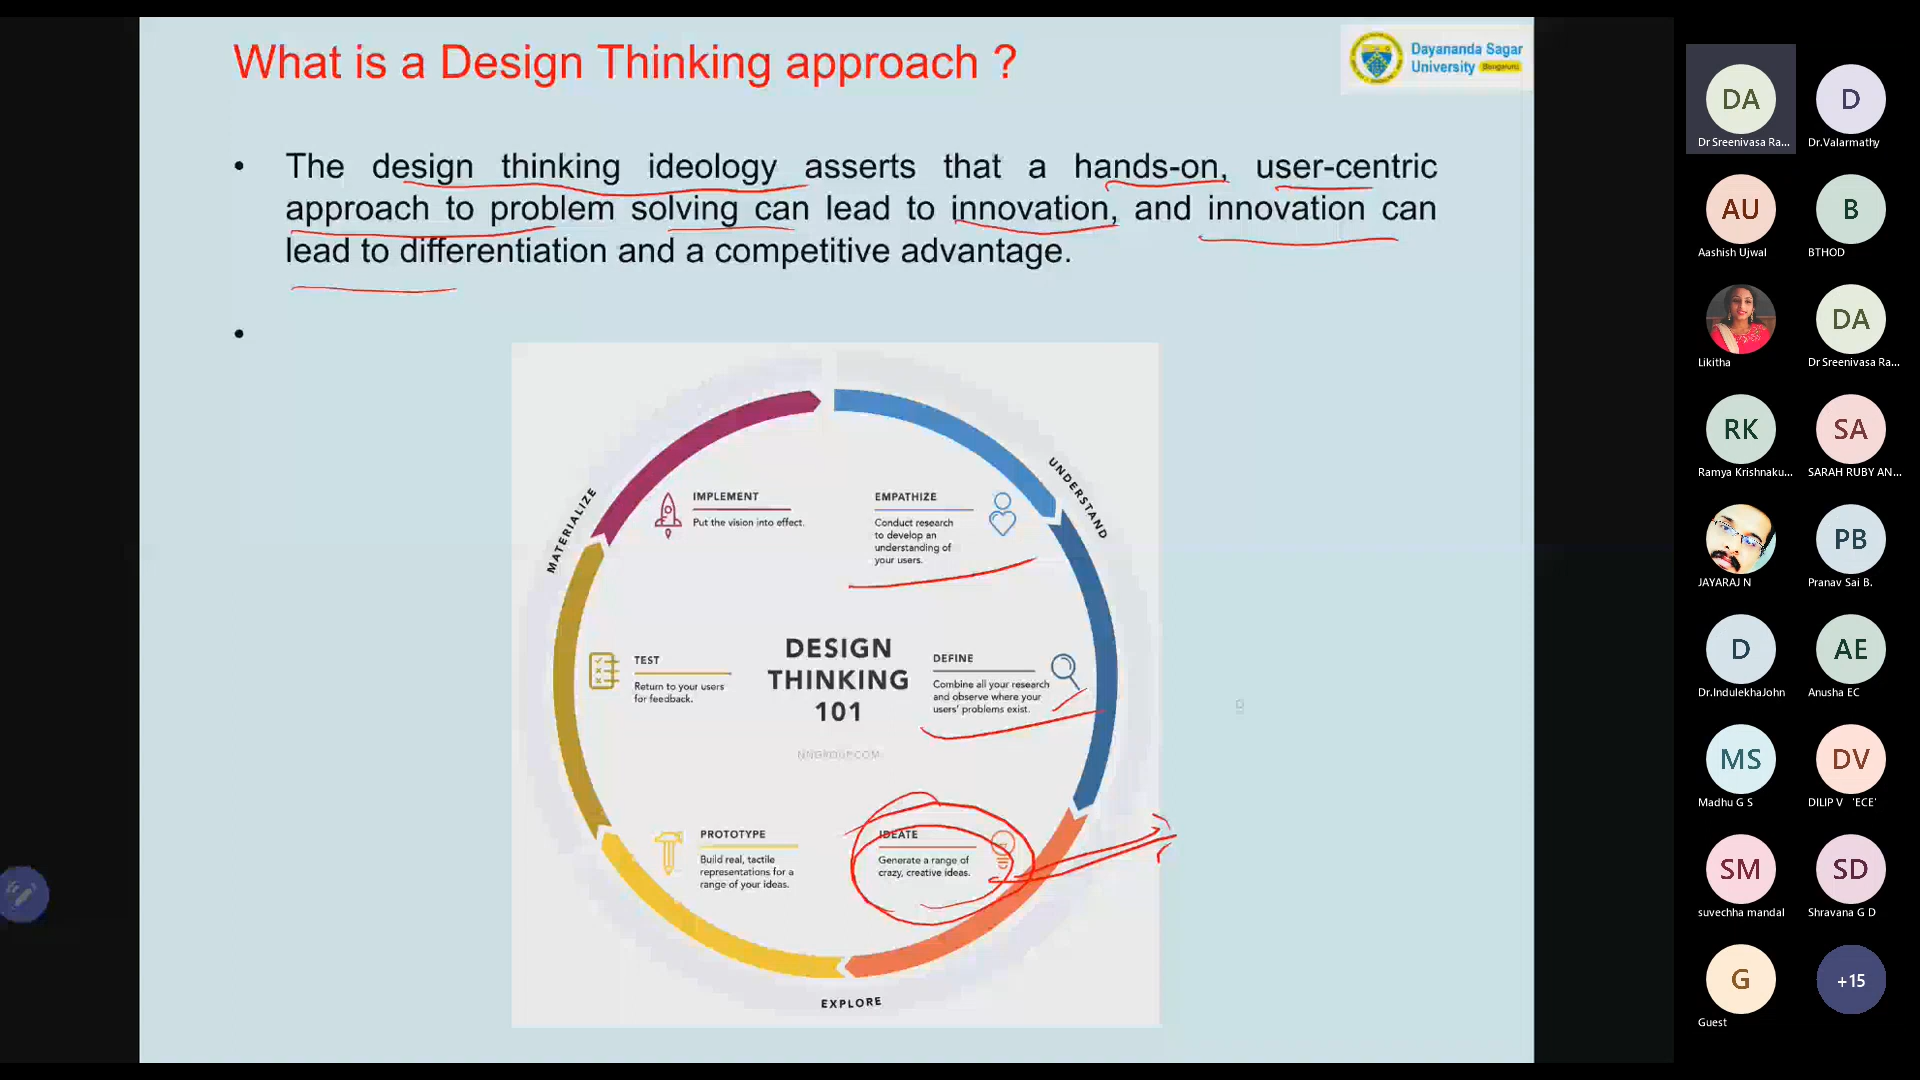 What is a Design Thinking approach ?
Dayananda Sagar
University Bengaluru
• The design thinking ideology asserts that a hands-on, user-centric
approach to problem solving can lead to innovation, and innovation can
lead to differentiation and a competitive advantage.
•
UNDERSTAND
MATERIALIZE
EXPLORE
IMPLEMENT
Put the vision into effect.
EMPATHIZE
Conduct research
to develop an
understanding of
your users.
TEST
Return to your users
for feedback.
DESIGN
THINKING
101
NNGROUP.COM
DEFINE
Combine all your research
and observe where your
users' problems exist.
PROTOTYPE
Build real, tactile
representations for a
range of your ideas.
IDEATE
Generate a range of
crazy, creative ideas.
DA
Dr Sreenivasa Ra...
D
Dr.Valarmathy
AU
Aashish Ujwal
B
BTHOD
Likitha
DA
Dr Sreenivasa Ra...
RK
Ramya Krishnaku...
SA
SARAH RUBY AN...
JAYARAJ N
PB
Pranav Sai B.
D
Dr.IndulekhaJohn
AE
Anusha EC
MS
Madhu G S
DV
DILIP V 'ECE'
SM
suvechha mandal
SD
Shravana G D
G
Guest
+15